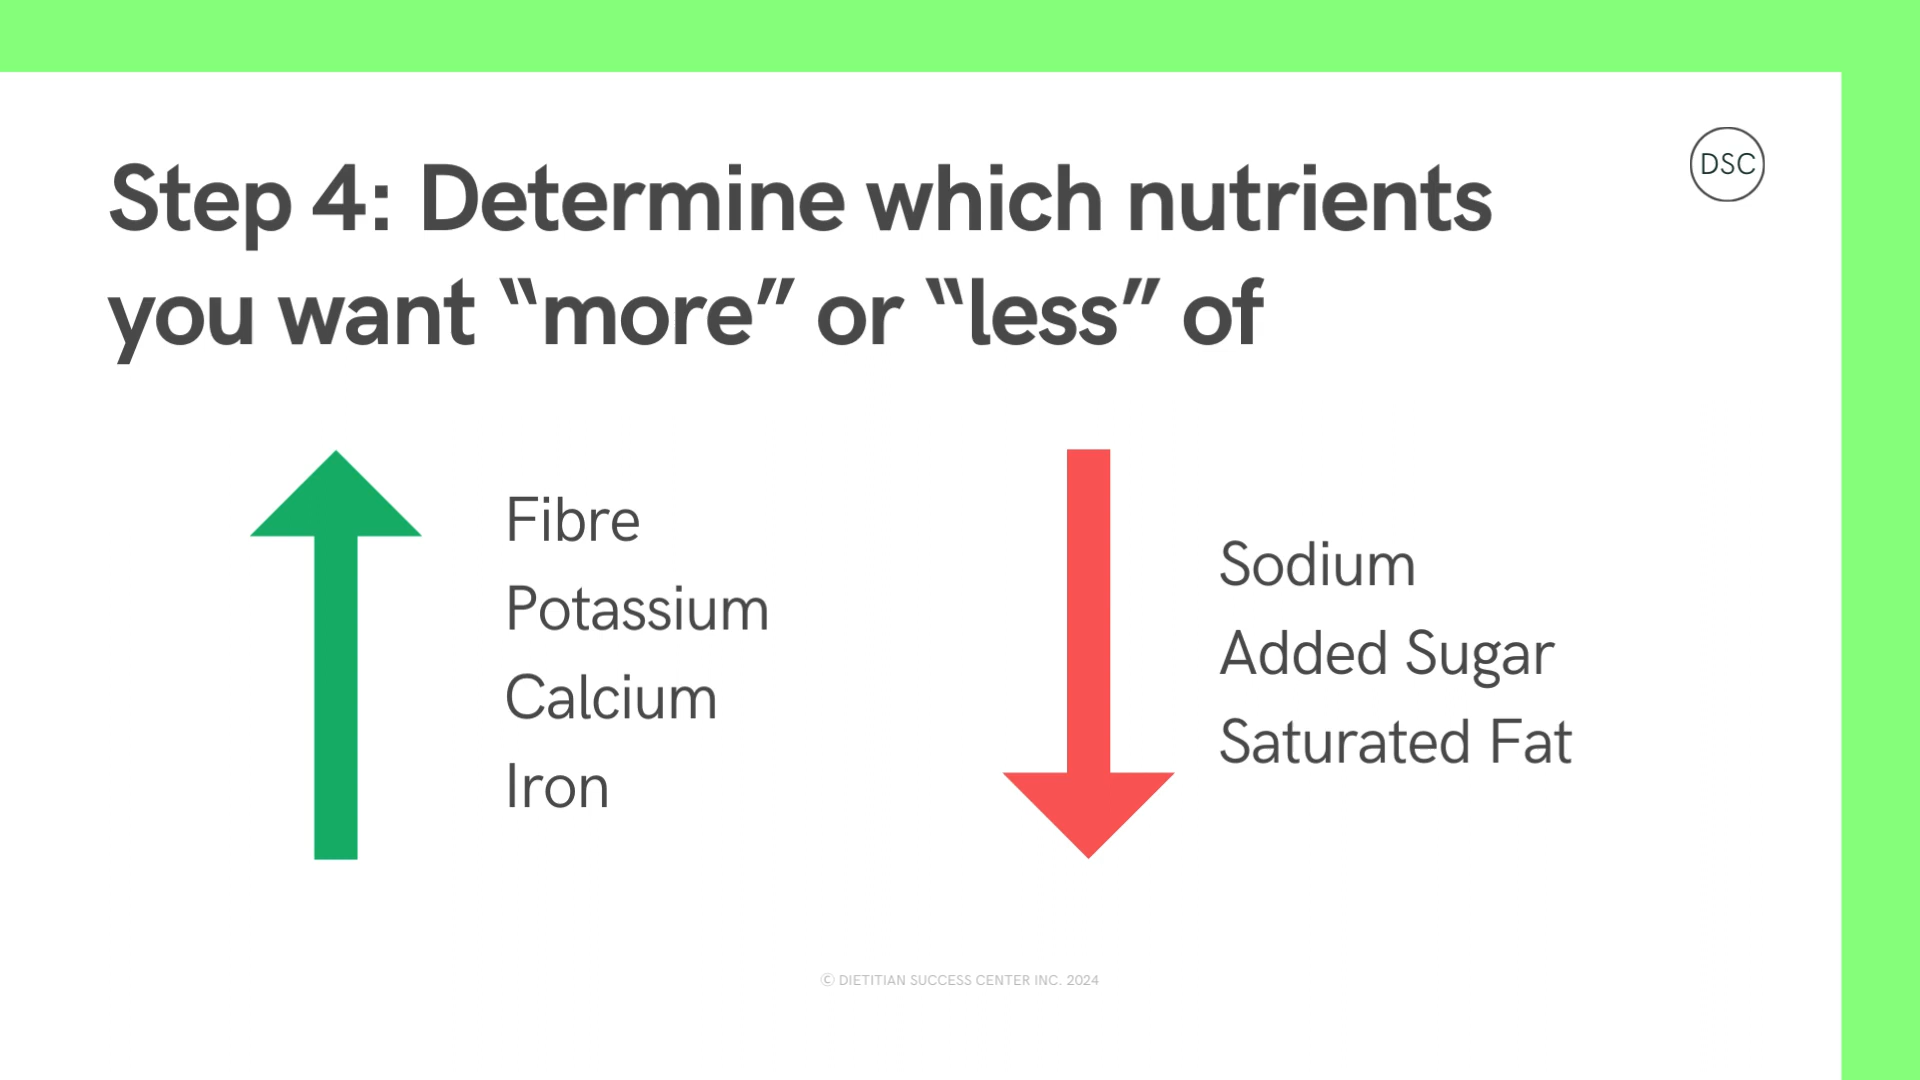 DSC
Step 4: Determine which nutrients
you want “more” or “less” of
Fibre
Potassium
Calcium
Iron
Sodium
Added Sugar
Saturated Fat
© DIETITIAN SUCCESS CENTER INC. 2024